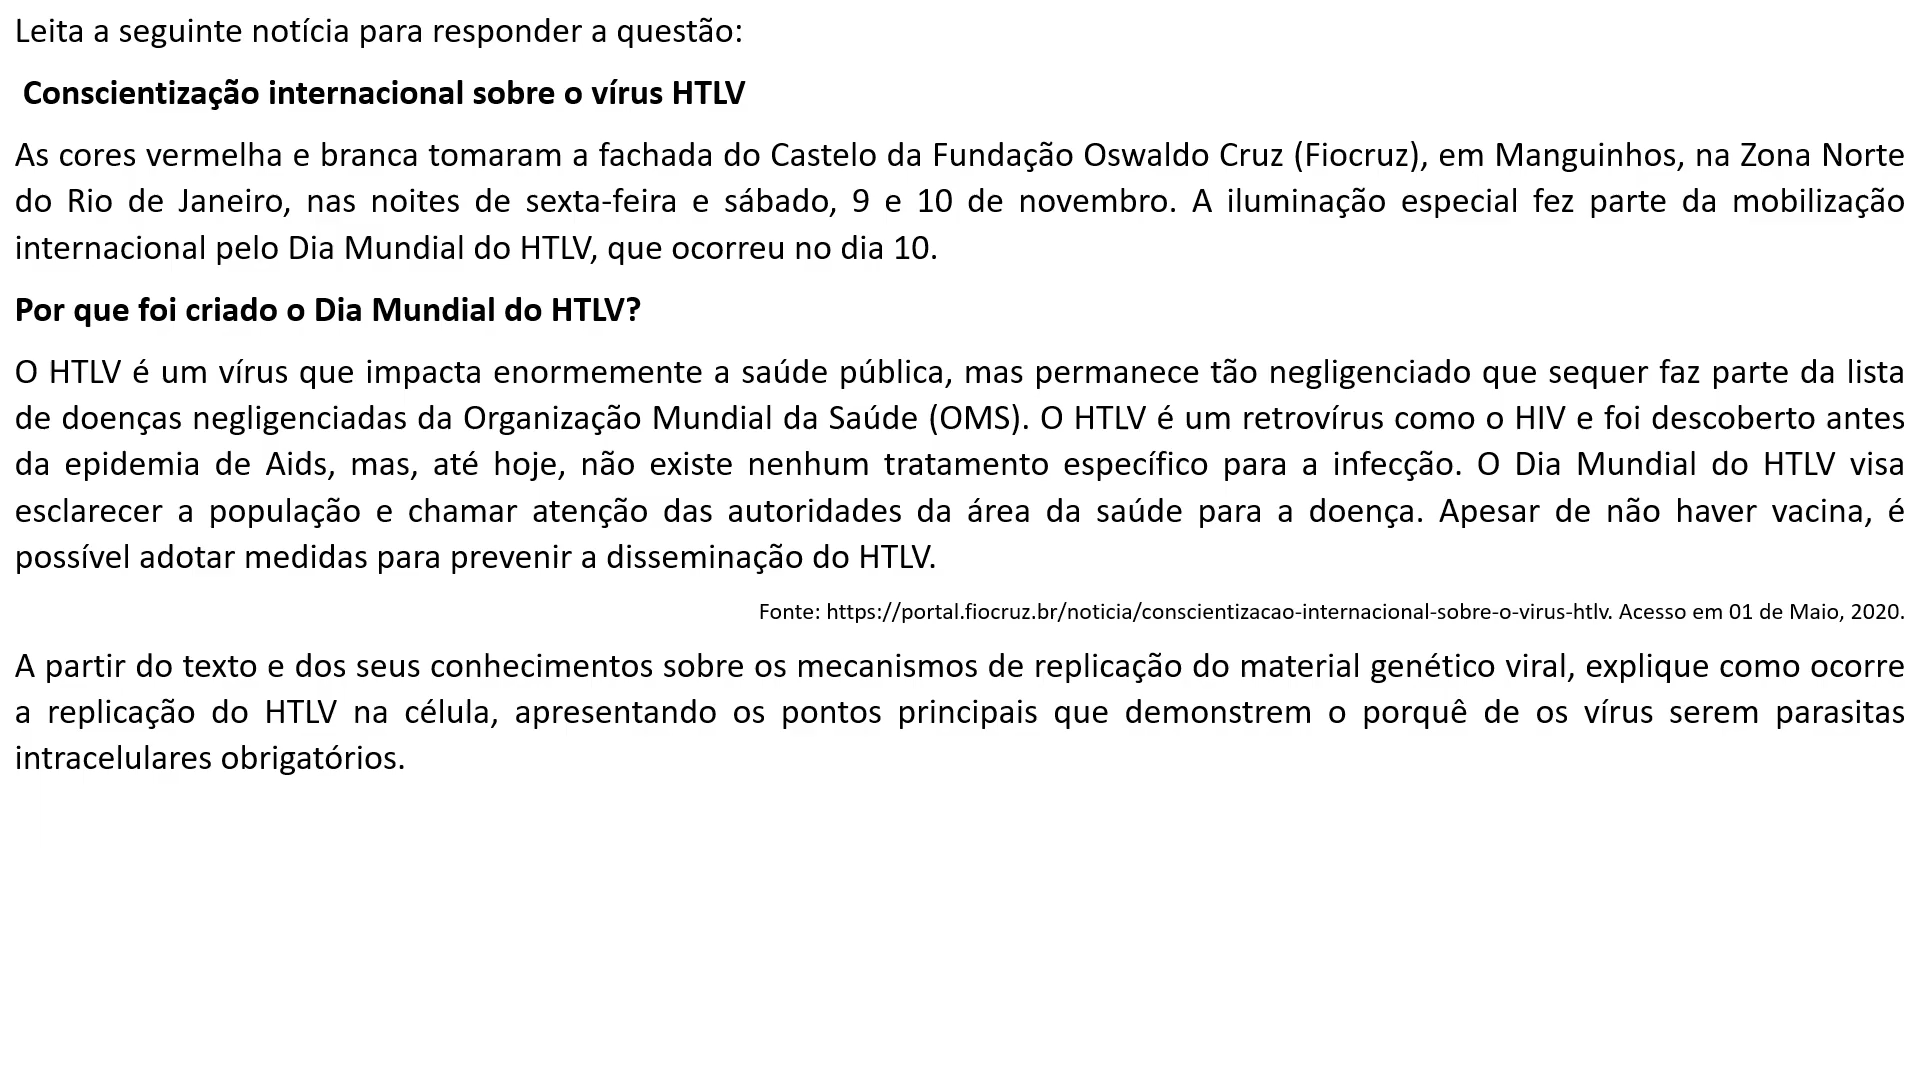 Leita a seguinte notícia para responder a questão:
Conscientização internacional sobre o vírus HTLV
As cores vermelha e branca tomaram a fachada do Castelo da Fundação Oswaldo Cruz (Fiocruz), em Manguinhos, na Zona Norte
do Rio de Janeiro, nas noites de sexta-feira e sábado, 9 e 10 de novembro. A iluminação especial fez parte da mobilização
internacional pelo Dia Mundial do HTLV, que ocorreu no dia 10.
Por que foi criado o Dia Mundial do HTLV?
O HTLV é um vírus que impacta enormemente a saúde pública, mas permanece tão negligenciado que sequer faz parte da lista
de doenças negligenciadas da Organização Mundial da Saúde (OMS). O HTLV é um retrovírus como o HIV e foi descoberto antes
da epidemia de Aids, mas, até hoje, não existe nenhum tratamento específico para a infecção. O Dia Mundial do HTLV visa
esclarecer a população e chamar atenção das autoridades da área da saúde para a doença. Apesar de não haver vacina, é
possível adotar medidas para prevenir a disseminação do HTLV.
Fonte: https://portal.fiocruz.br/noticia/conscientizacao-internacional-sobre-o-virus-htlv. Acesso em 01 de Maio, 2020.
A partir do texto e dos seus conhecimentos sobre os mecanismos de replicação do material genético viral, explique como ocorre
a replicação do HTLV na célula, apresentando os pontos principais que demonstrem o porquê de os vírus serem parasitas
intracelulares obrigatórios.